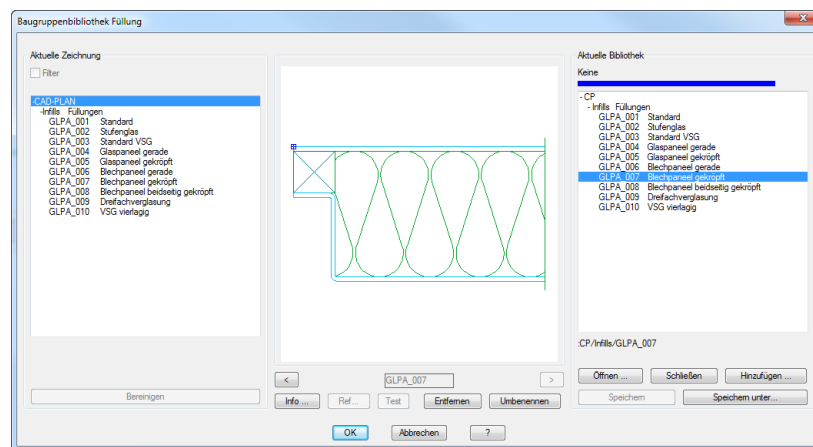 Baugruppenbibliothek Füllung
Aktuelle Zeichnung
Filter
-CAD-PLAN
-Infills Füllungen
GLPA_001 Standard
GLPA_002 Stufenglas
GLPA_003 Standard VSG
GLPA_004 Glaspaneel gerade
GLPA_005 Glaspaneel gekröpft
GLPA_006 Blechpaneel gerade
GLPA_007 Blechpaneel gekröpft
GLPA_008 Blechpaneel beidseitig gekröpft
GLPA_009 Dreifachverglasung
GLPA_010 VSG vierlagig
Bereinigen
< GLPA_007 >
Info ... Ref... Test Entfernen Umbenennen
OK Abbrechen ?
Aktuelle Bibliothek
Keine
- CP
- Infills Füllungen
GLPA_001 Standard
GLPA_002 Stufenglas
GLPA_003 Standard VSG
GLPA_004 Glaspaneel gerade
GLPA_005 Glaspaneel gekröpft
GLPA_006 Blechpaneel gerade
GLPA_007 Blechpaneel gekröpft
GLPA_008 Blechpaneel beidseitig gekröpft
GLPA_009 Dreifachverglasung
GLPA_010 VSG vierlagig
:CP/Infills/GLPA_007
Öffnen ... Schließen Hinzufügen ...
Speichern Speichern unter...